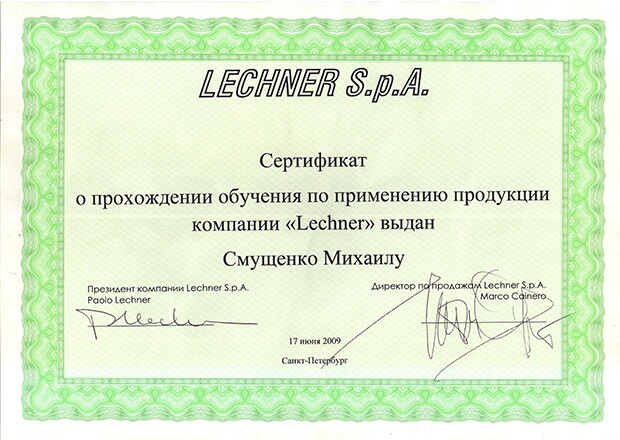 LECHNER S.p.A.
Сертификат
о прохождении обучения по применению продукции
компании «Lechner» выдан
Смущенко Михаилу
Президент компании Lechner S.p.A.
Paolo Lechner
Директор по продажам Lechner S.p.A.
Marco Cainero
17 июня 2009
Санкт-Петербург